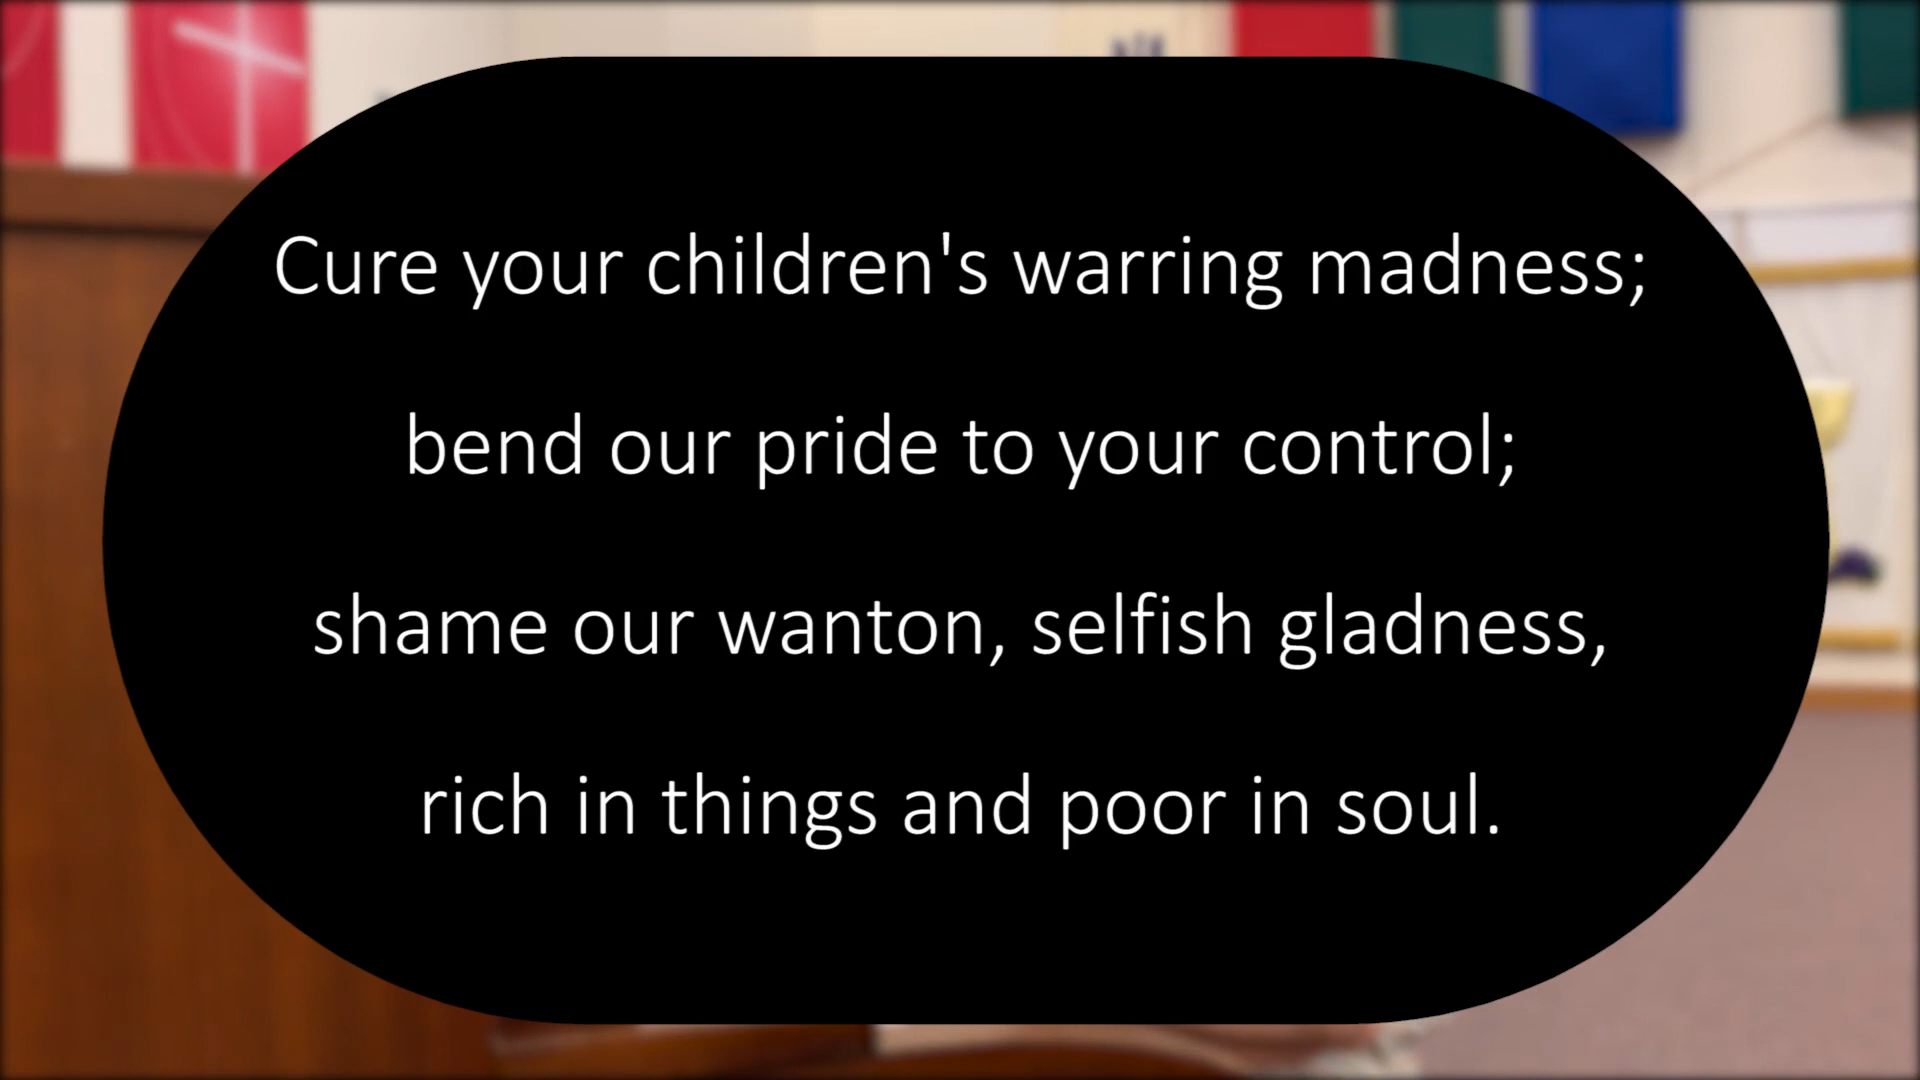 Cure your children's warring madness;
bend our pride to your control;
shame our wanton, selfish gladness,
rich in things and poor in soul.